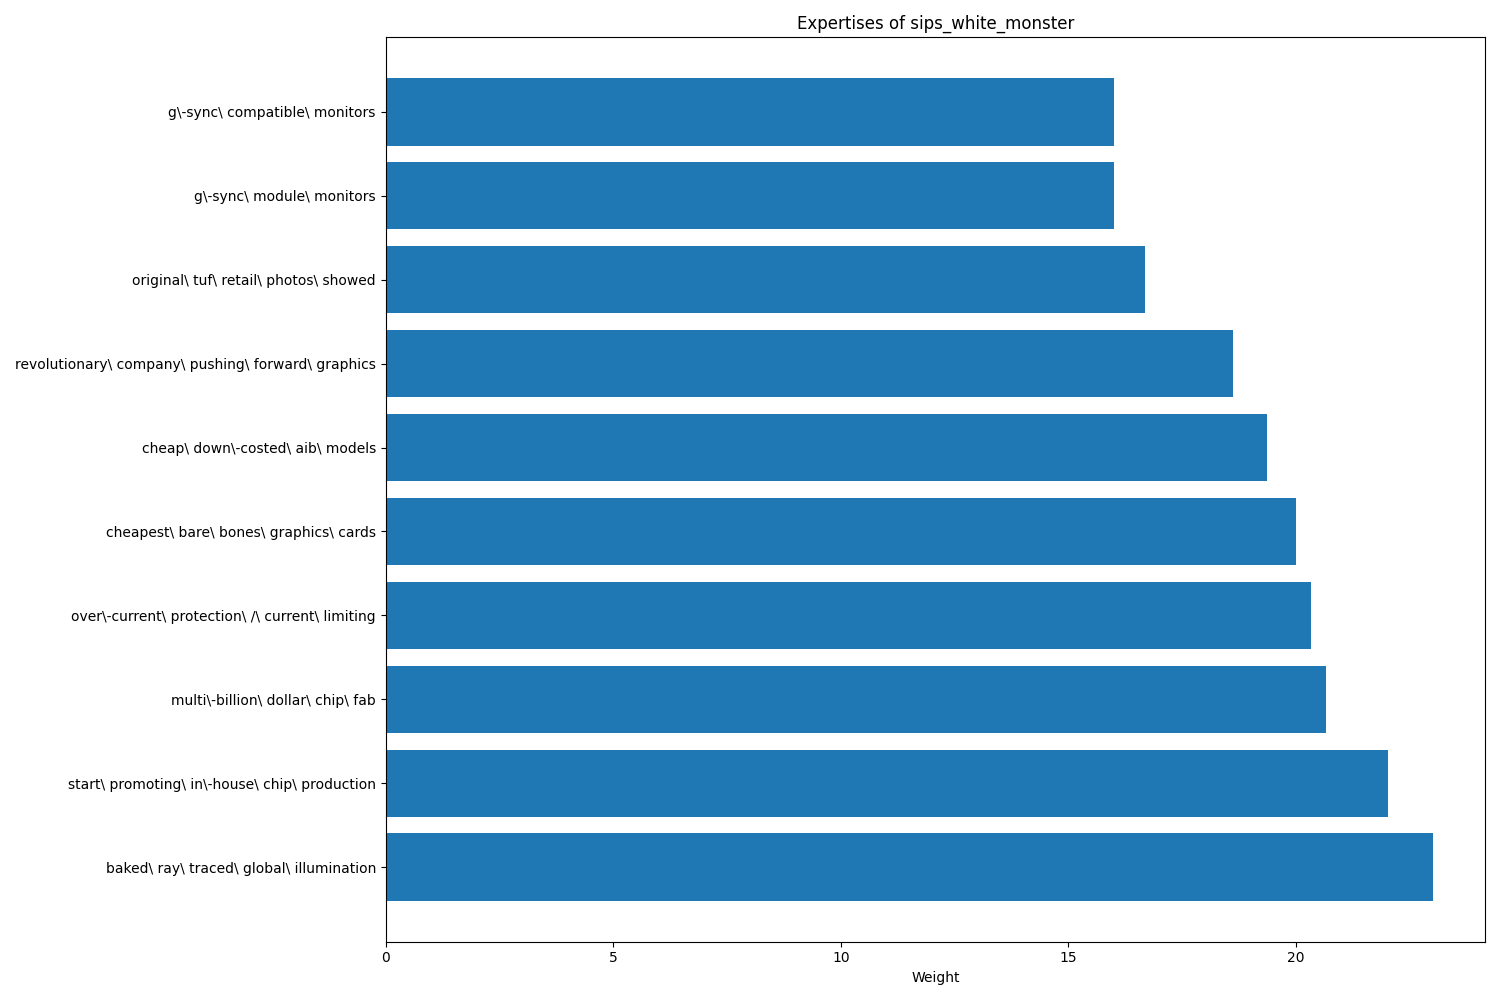 Expertises of sips_white_monster
g\-sync\ compatible\ monitors
g\-sync\ module\ monitors
original\ tuf\ retail\ photos\ showed
revolutionary\ company\ pushing\ forward\ graphics
cheap\ down\-costed\ aib\ models
cheapest\ bare\ bones\ graphics\ cards
over\-current\ protection\ /\ current\ limiting
multi\-billion\ dollar\ chip\ fab
start\ promoting\ in\-house\ chip\ production
baked\ ray\ traced\ global\ illumination
0 5 10 15 20
Weight